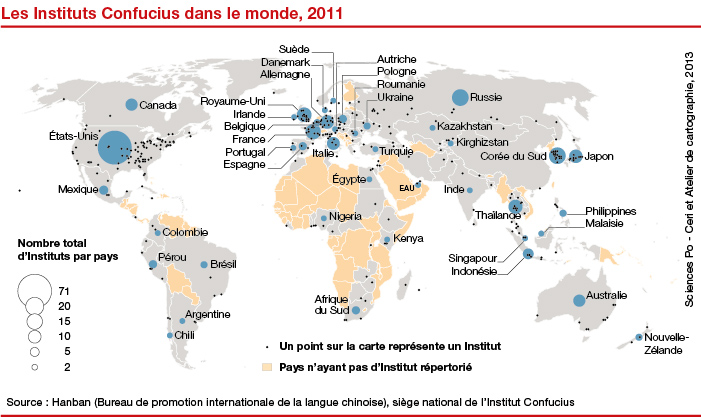 Les Instituts Confucius dans le monde, 2011
Suède
Danemark
Allemagne
Autriche
Pologne
Roumanie
Ukraine
Royaume-Uni
Irlande
Belgique
France
Portugal
Espagne
Italie
Turquie
Canada
États-Unis
Mexique
Russie
Kazakhstan
Kirghizstan
Corée du Sud
Japon
Égypte
EAU
Inde
Thaïlande
Philippines
Malaisie
Singapour
Indonésie
Nigeria
Kenya
Colombie
Pérou
Brésil
Argentine
Chili
Afrique
du Sud
Australie
Nouvelle-
Zélande
Nombre total
d'Instituts par pays
71
20
15
10
5
2
Un point sur la carte représente un Institut
Pays n'ayant pas d'Institut répertorié
Sciences Po - Ceri et Atelier de cartographie, 2013
Source : Hanban (Bureau de promotion internationale de la langue chinoise), siège national de l'Institut Confucius